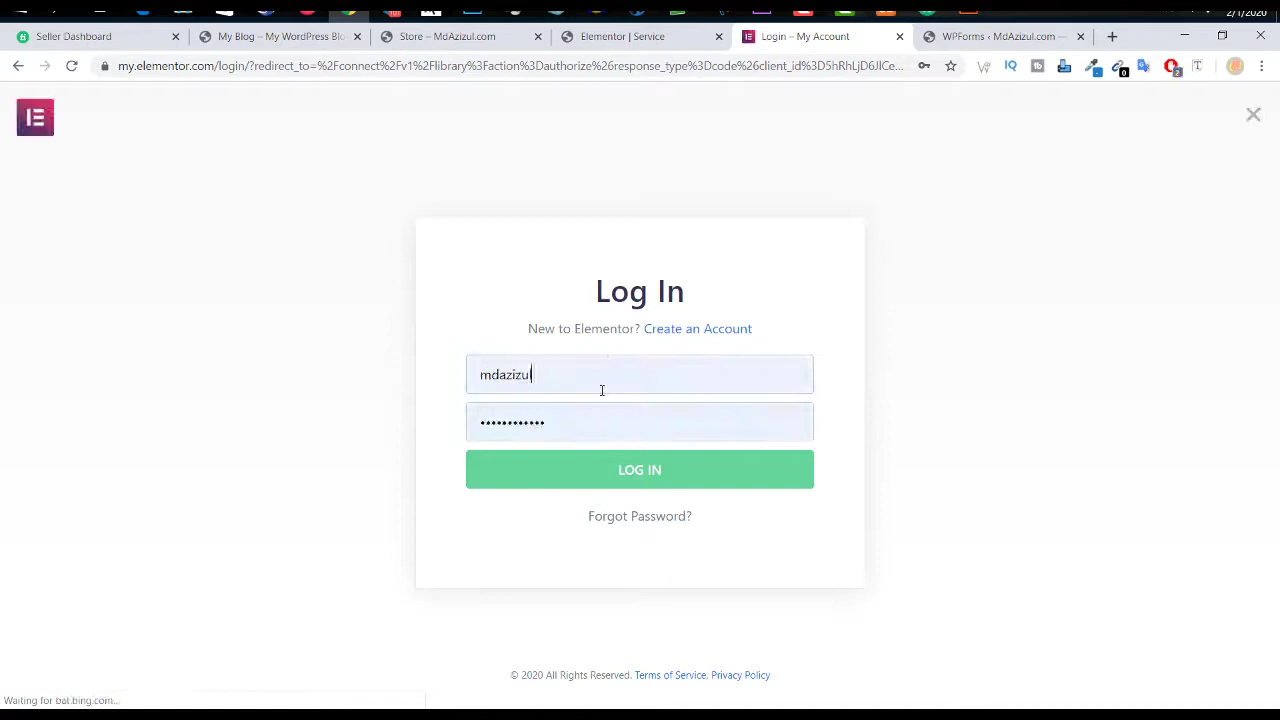 2/1/2020
Seller Dashboard
My Blog – My WordPress Blo
Store – MdAzizul.com
Elementor | Service
Login – My Account
WPForms ‹ MdAzizul.com —
my.elementor.com/login/?redirect_to=%2Fconnect%2Fv1%2Flibrary%3Faction%3Dauthorize%26response_type%3Dcode%26client_id%3D5hRhLjD6JlCe...
Log In
New to Elementor? Create an Account
mdazizul
••••••••••••
LOG IN
Forgot Password?
© 2020 All Rights Reserved. Terms of Service. Privacy Policy
Waiting for bat.bing.com...